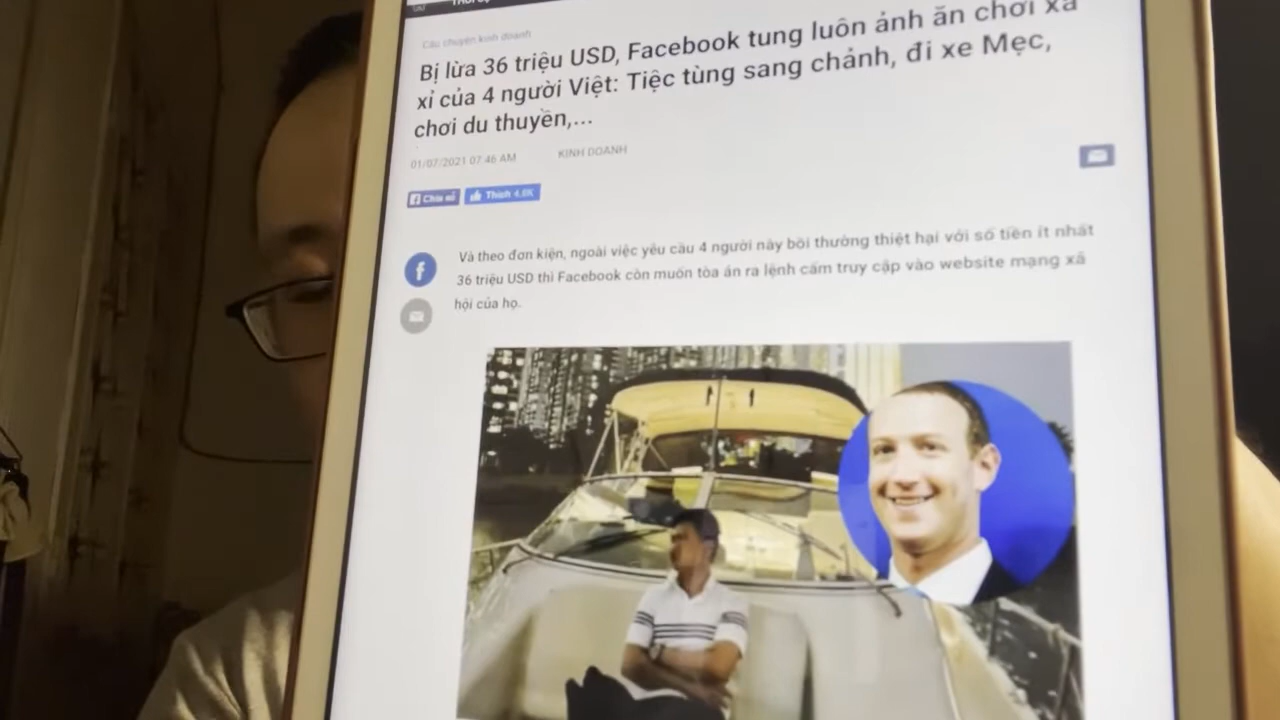 Câu chuyện kinh doanh
Bị lừa 36 triệu USD, Facebook tung luôn ảnh ăn chơi xa
xỉ của 4 người Việt: Tiệc tùng sang chảnh, đi xe Mẹc,
chơi du thuyền,...
01/07/2021 07:46 AM KINH DOANH
Chia sẻ Thích 4.6K
Và theo đơn kiện, ngoài việc yêu cầu 4 người này bồi thường thiệt hại với số tiền ít nhất
36 triệu USD thì Facebook còn muốn tòa án ra lệnh cấm truy cập vào website mạng xã
hội của họ.